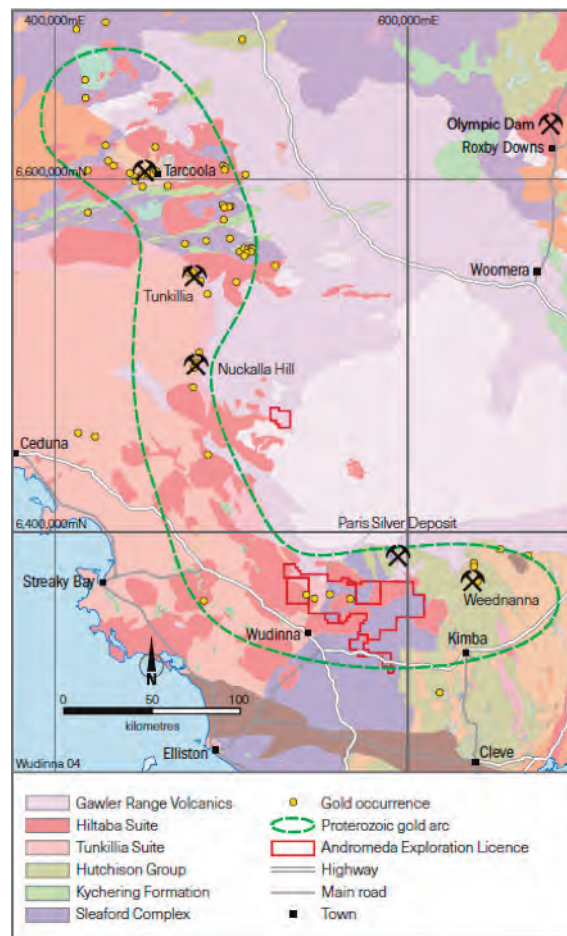 400,000mE
600,000mE
Olympic Dam
Roxby Downs
6,600,000mN
Tarcoola
Woomera
Tunkillia
Nuckalla Hill
Ceduna
6,400,000mN
Paris Silver Deposit
Streaky Bay
Weednanna
Wudinna
Kimba
N
0
50
100
kilometres
Elliston
Cleve
Wudinna 04
Gawler Range Volcanics
Hiltaba Suite
Tunkillia Suite
Hutchison Group
Kychering Formation
Sleaford Complex
Gold occurrence
Proterozoic gold arc
Andromeda Exploration Licence
Highway
Main road
Town